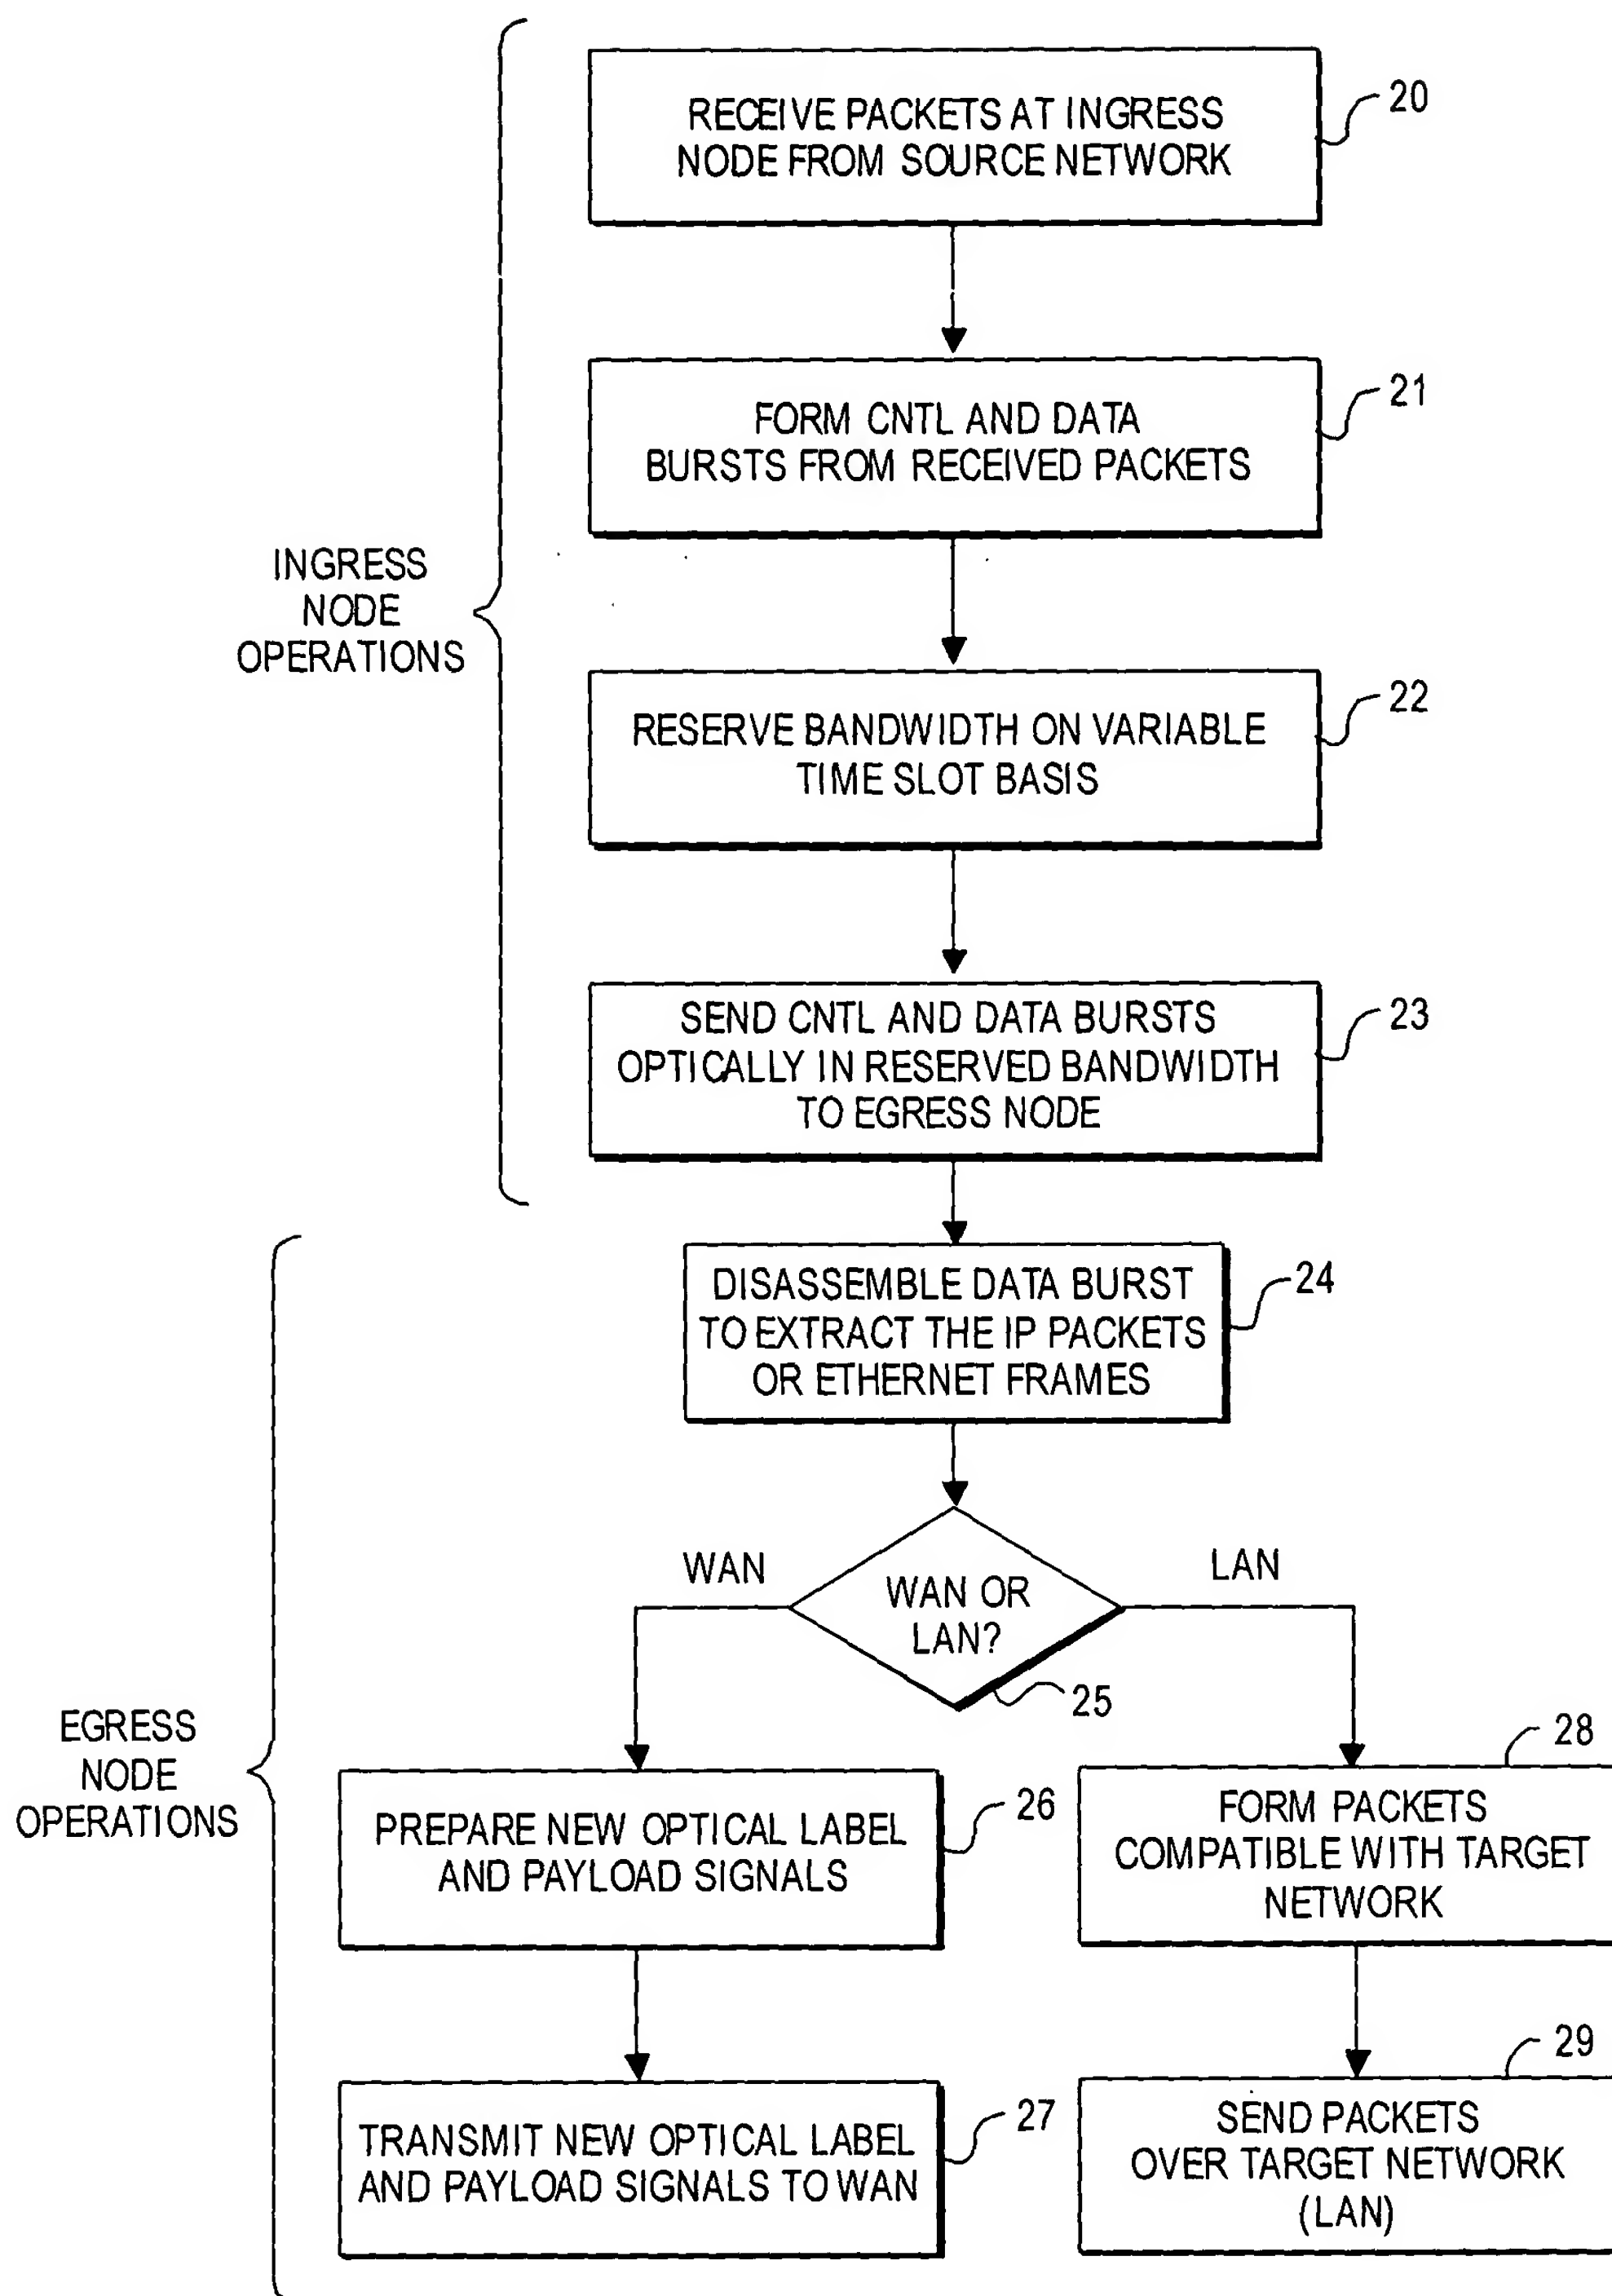 RECEIVE PACKETS AT INGRESS
NODE FROM SOURCE NETWORK
20
FORM CNTL AND DATA
BURSTS FROM RECEIVED PACKETS
21
INGRESS
NODE
OPERATIONS
RESERVE BANDWIDTH ON VARIABLE
TIME SLOT BASIS
22
SEND CNTL AND DATA BURSTS
OPTICALLY IN RESERVED BANDWIDTH
TO EGRESS NODE
23
DISASSEMBLE DATA BURST
TO EXTRACT THE IP PACKETS
OR ETHERNET FRAMES
24
WAN
WAN OR
LAN?
LAN
25
EGRESS
NODE
OPERATIONS
PREPARE NEW OPTICAL LABEL
AND PAYLOAD SIGNALS
26
28
FORM PACKETS
COMPATIBLE WITH TARGET
NETWORK
TRANSMIT NEW OPTICAL LABEL
AND PAYLOAD SIGNALS TO WAN
27
29
SEND PACKETS
OVER TARGET NETWORK
(LAN)